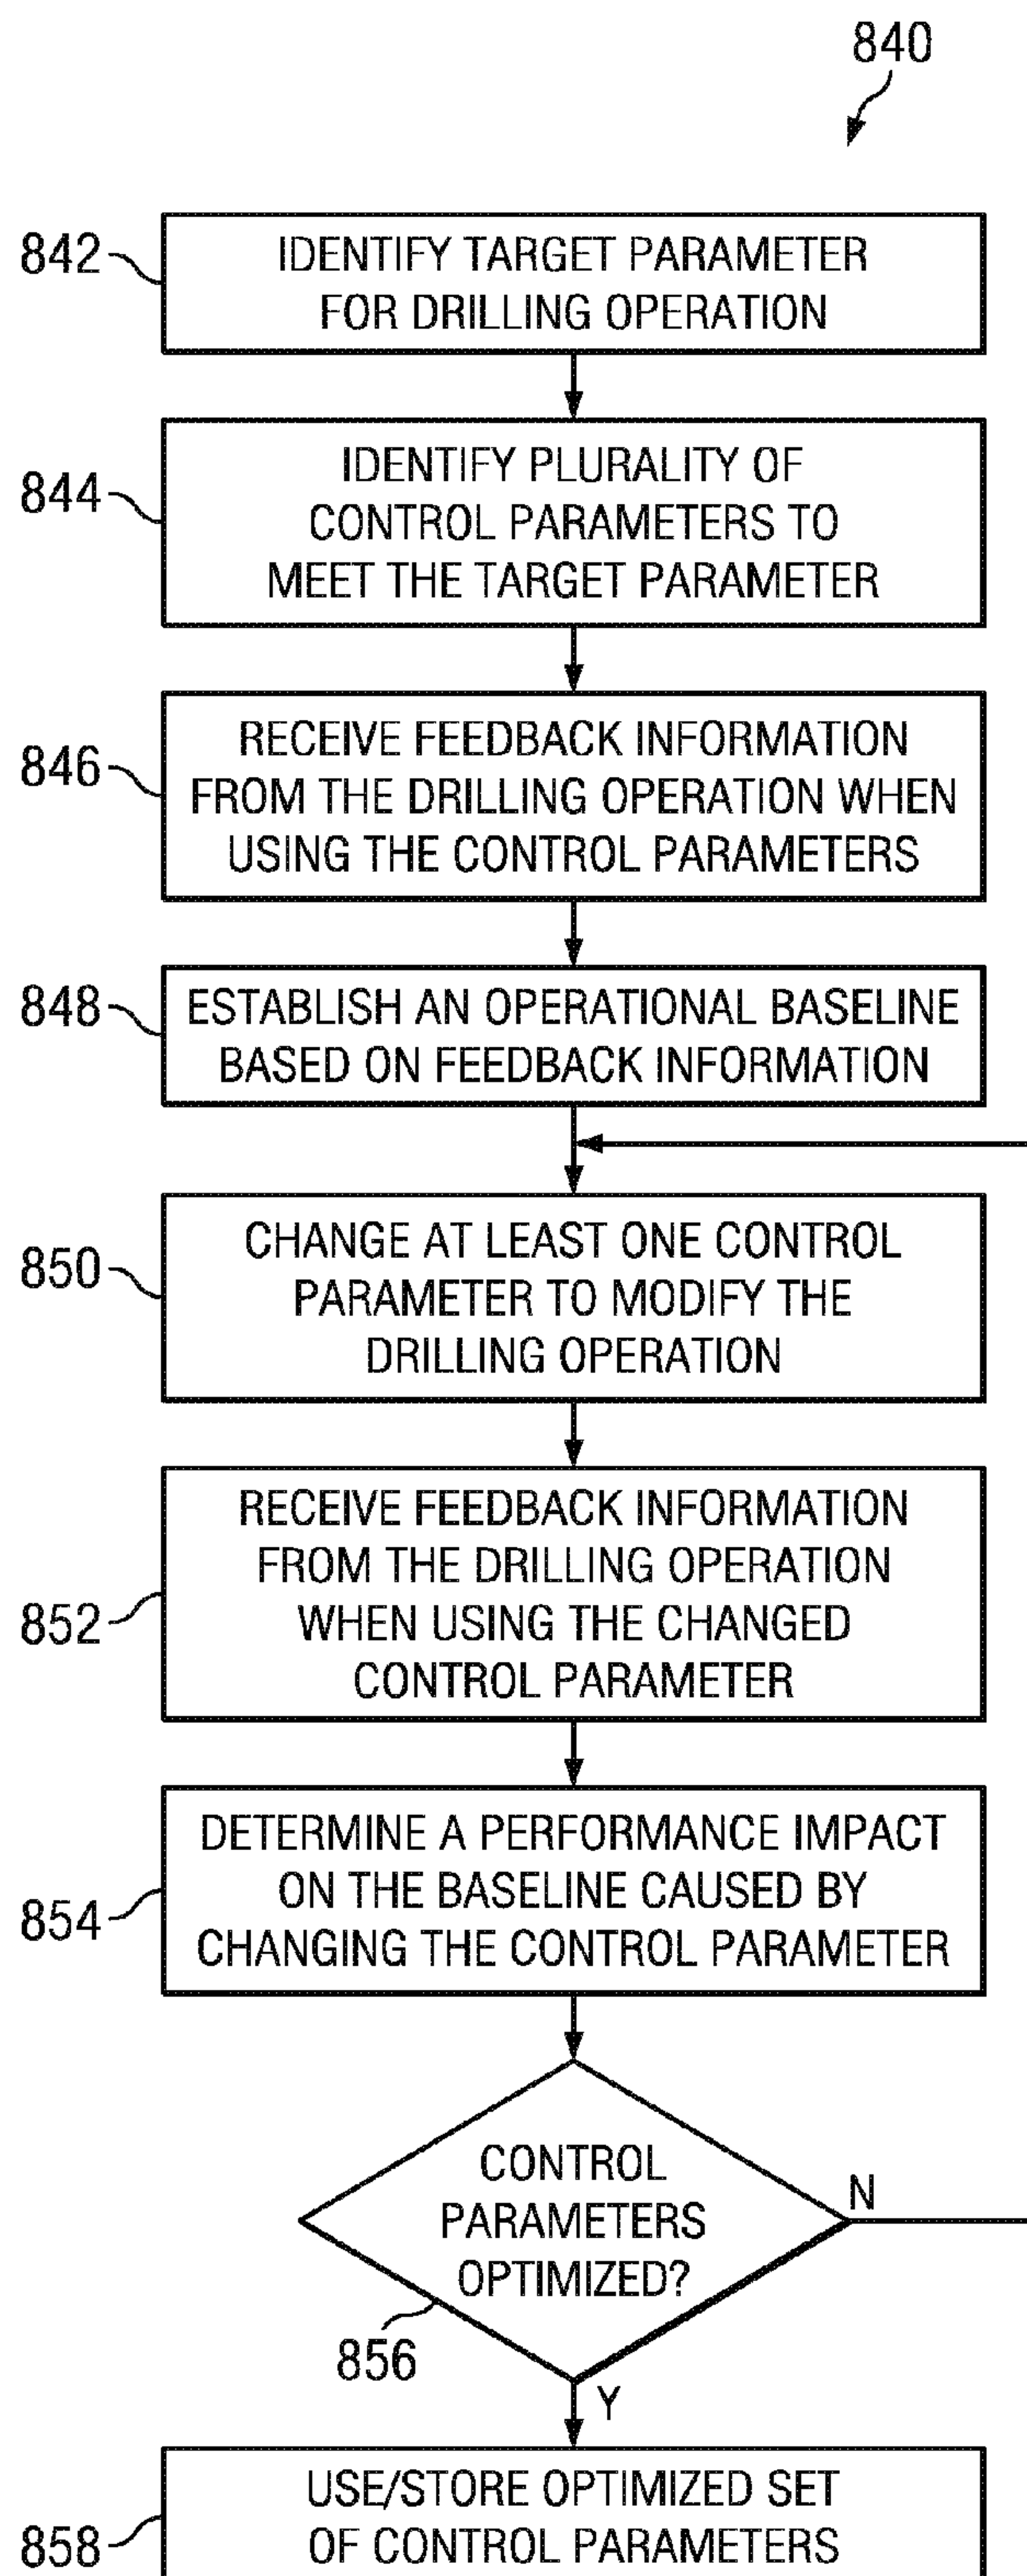 840
842
IDENTIFY TARGET PARAMETER
FOR DRILLING OPERATION
844
IDENTIFY PLURALITY OF
CONTROL PARAMETERS TO
MEET THE TARGET PARAMETER
846
RECEIVE FEEDBACK INFORMATION
FROM THE DRILLING OPERATION WHEN
USING THE CONTROL PARAMETERS
848
ESTABLISH AN OPERATIONAL BASELINE
BASED ON FEEDBACK INFORMATION
850
CHANGE AT LEAST ONE CONTROL
PARAMETER TO MODIFY THE
DRILLING OPERATION
852
RECEIVE FEEDBACK INFORMATION
FROM THE DRILLING OPERATION
WHEN USING THE CHANGED
CONTROL PARAMETER
854
DETERMINE A PERFORMANCE IMPACT
ON THE BASELINE CAUSED BY
CHANGING THE CONTROL PARAMETER
CONTROL
PARAMETERS
OPTIMIZED?
N
856
Y
858
USE/STORE OPTIMIZED SET
OF CONTROL PARAMETERS